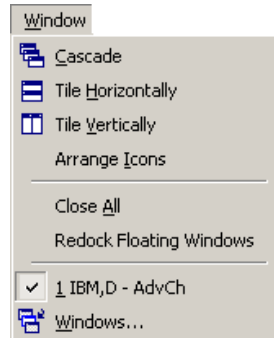 Window
Cascade
Tile Horizontally
Tile Vertically
Arrange Icons
Close All
Redock Floating Windows
1 IBM,D - AdvCh
Windows...